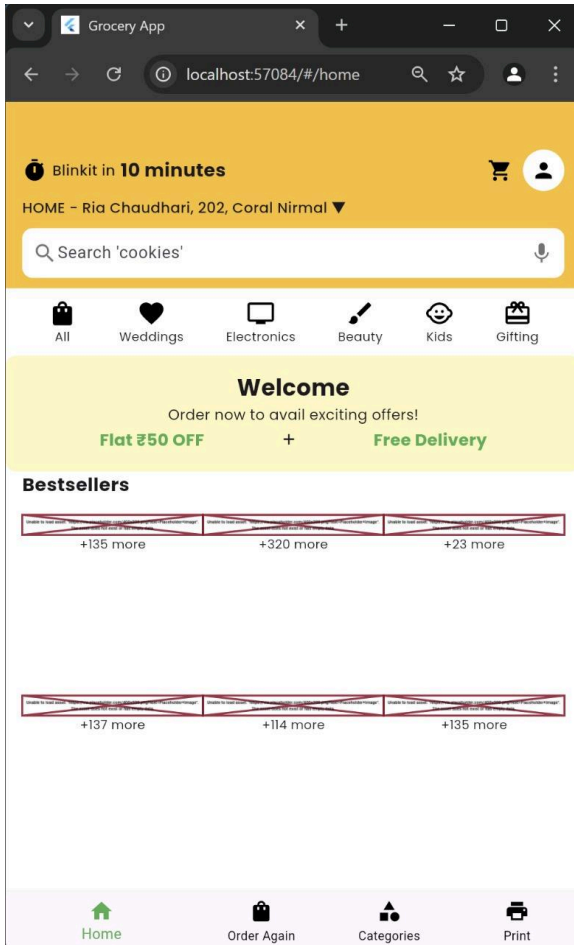 Grocery App
localhost:57084/#/home
Blinkit in 10 minutes
HOME - Ria Chaudhari, 202, Coral Nirmal ▼
Search 'cookies'
All Weddings Electronics Beauty Kids Gifting
Welcome
Order now to avail exciting offers!
Flat ₹50 OFF + Free Delivery
Bestsellers
+135 more +320 more +23 more
+137 more +114 more +135 more
Home Order Again Categories Print